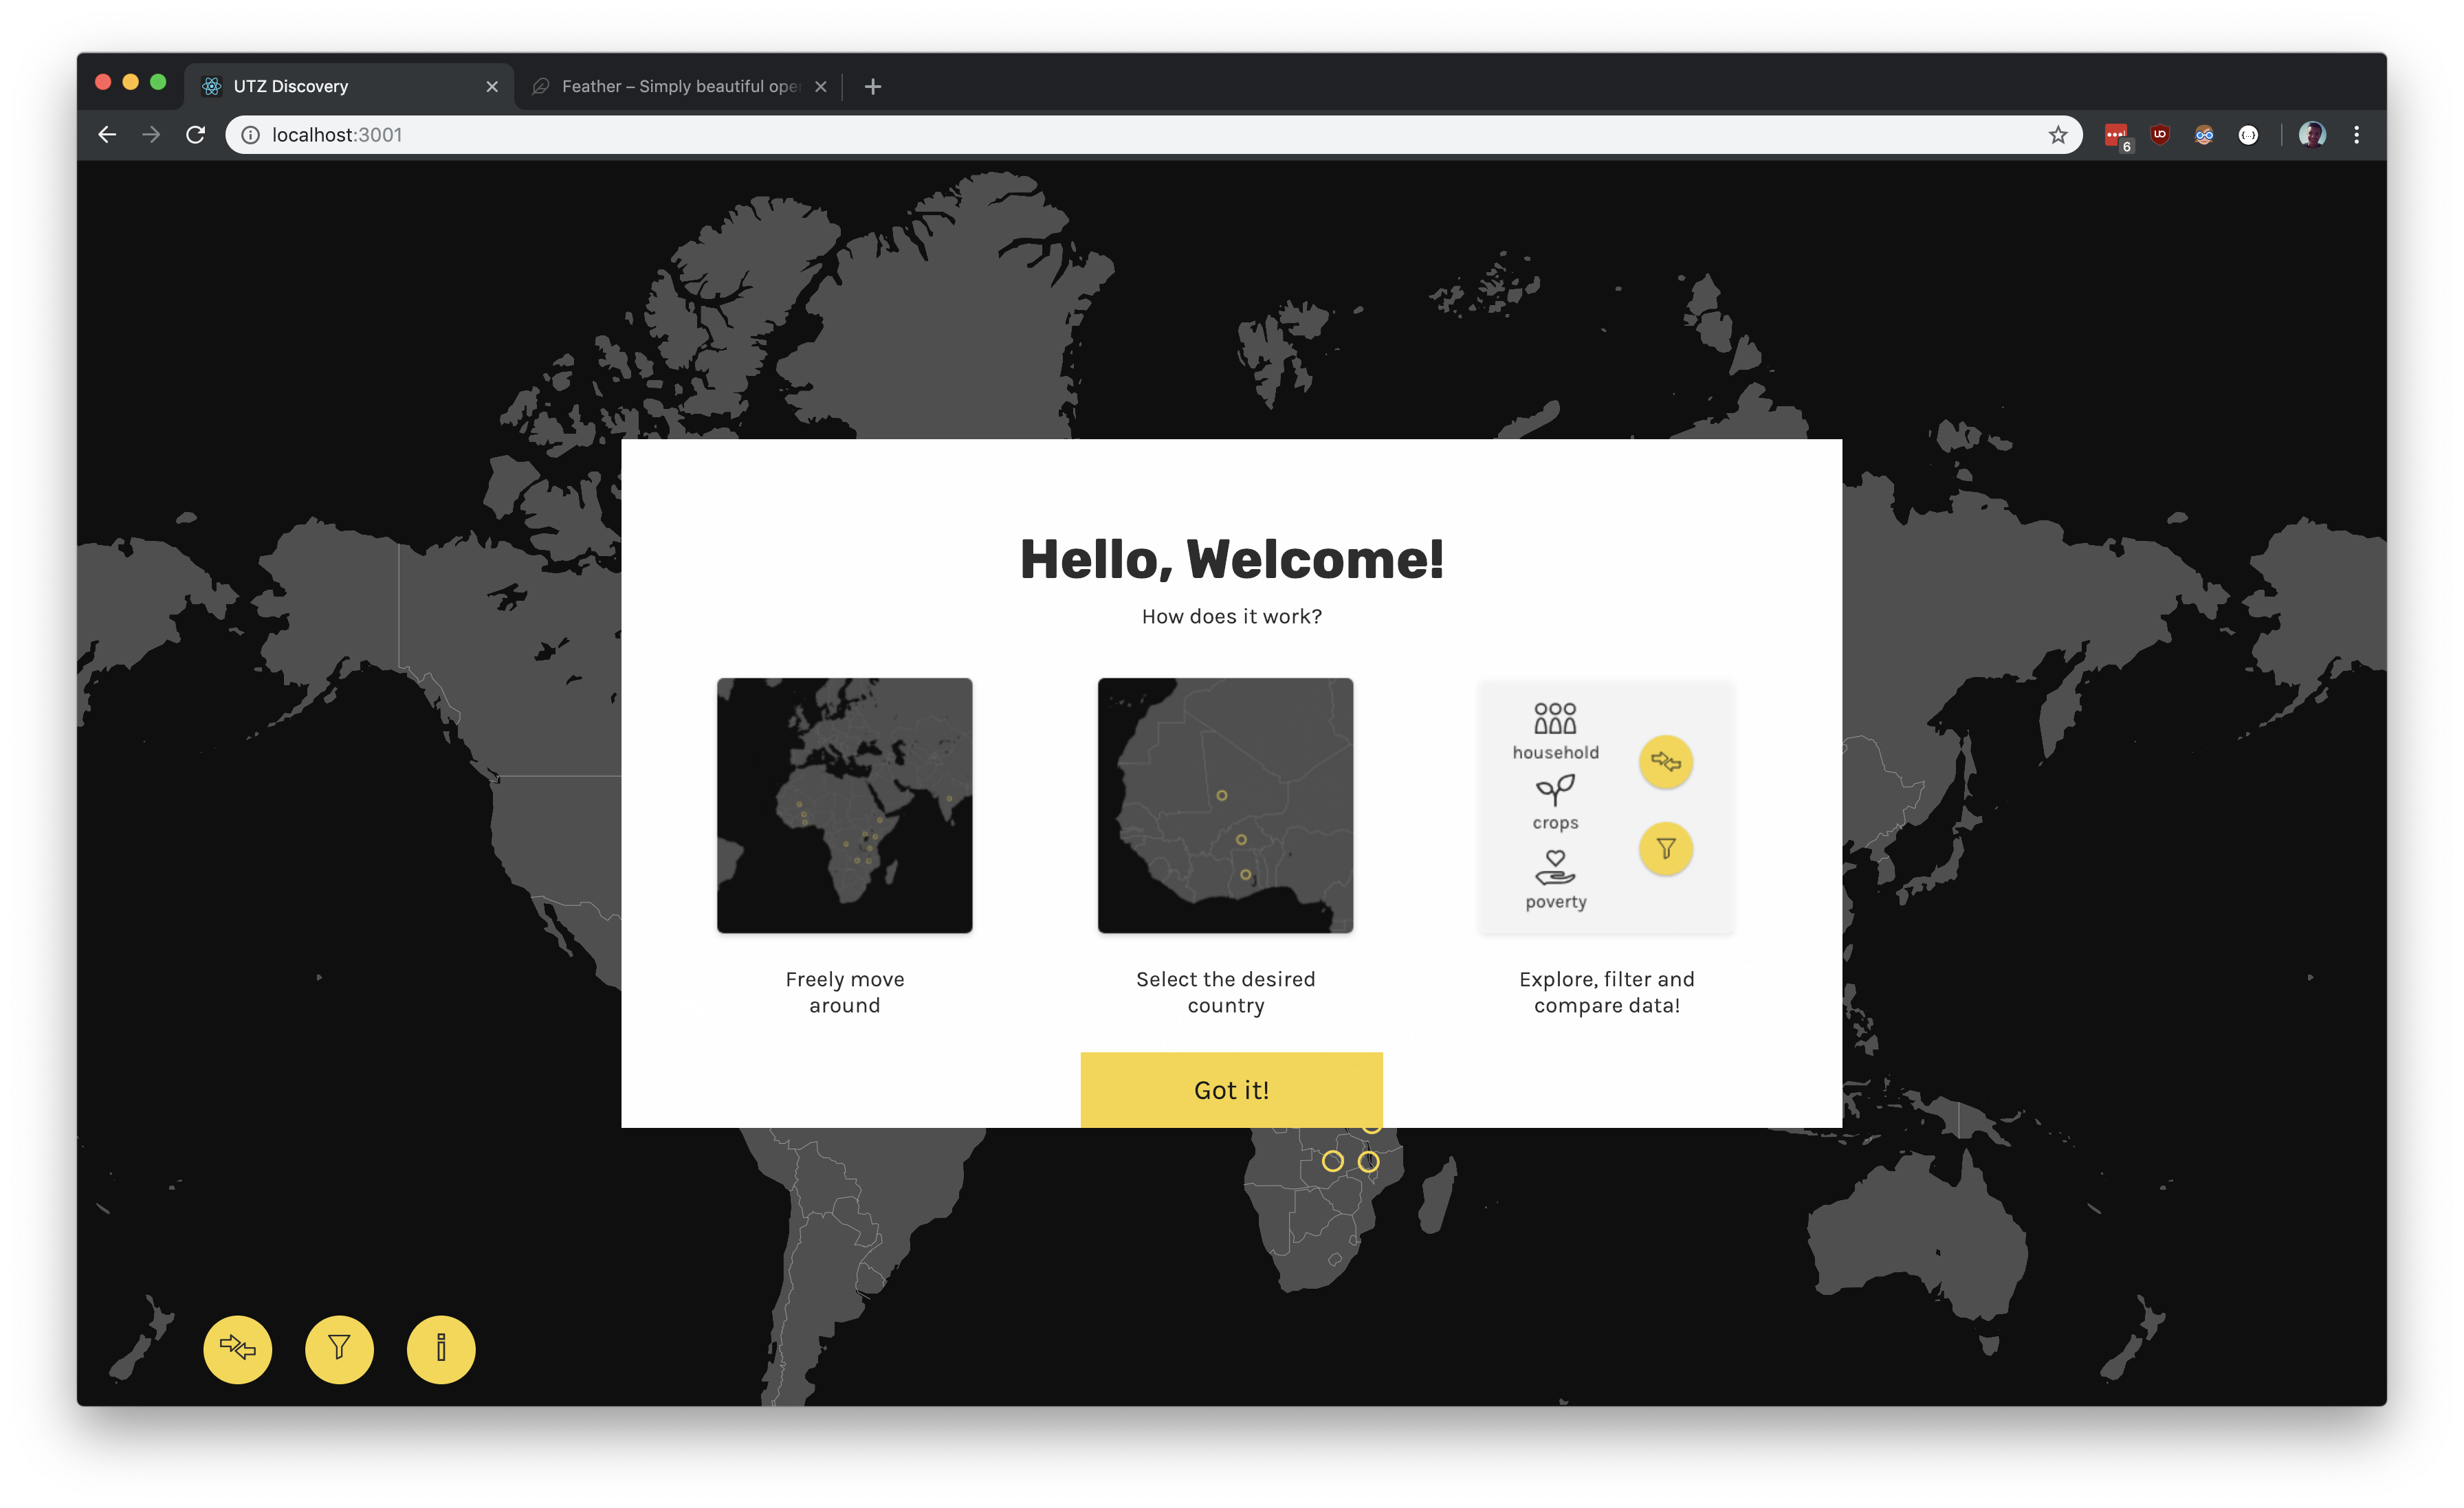 UTZ Discovery
Feather – Simply beautiful ope
localhost:3001
6
Hello, Welcome!
How does it work?
household
crops
poverty
Freely move
around
Select the desired
country
Explore, filter and
compare data!
Got it!